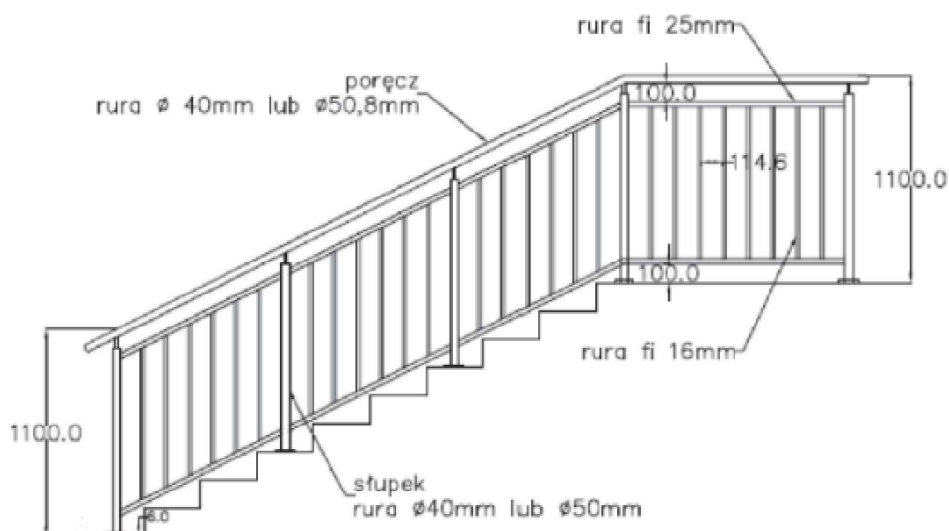 rura fi 25mm
poręcz
rura ø 40mm lub ø50,8mm
100.0
114.6
1100.0
100.0
rura fi 16mm
1100.0
słupek
rura ø40mm lub ø50mm